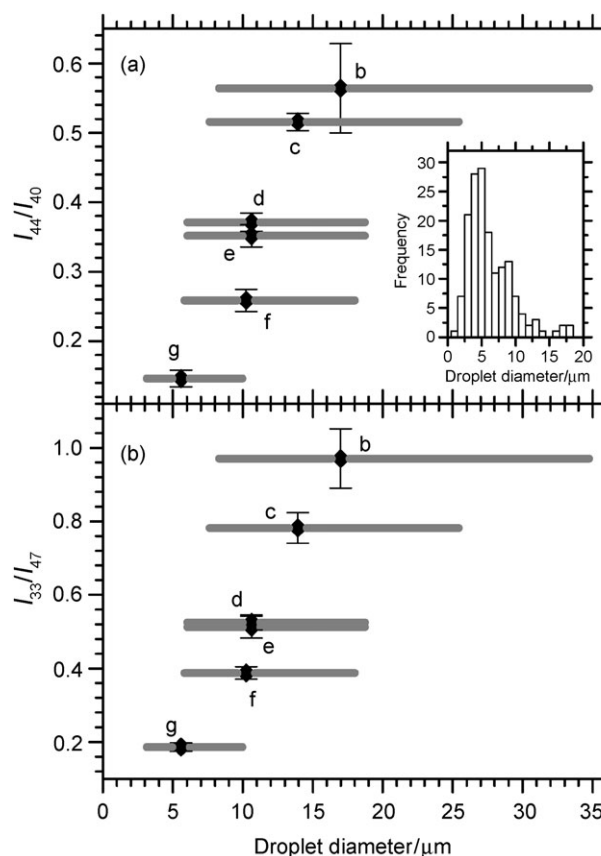 0.6
0.5
0.4
0.3
0.2
I44/I40
(a)
b
c
d
e
f
g
30
25
20
15
10
5
0
Frequency
0 5 10 15 20
Droplet diameter/μm
1.0
0.8
0.6
0.4
0.2
I33/I47
(b)
b
c
d
e
f
g
0 5 10 15 20 25 30 35
Droplet diameter/μm